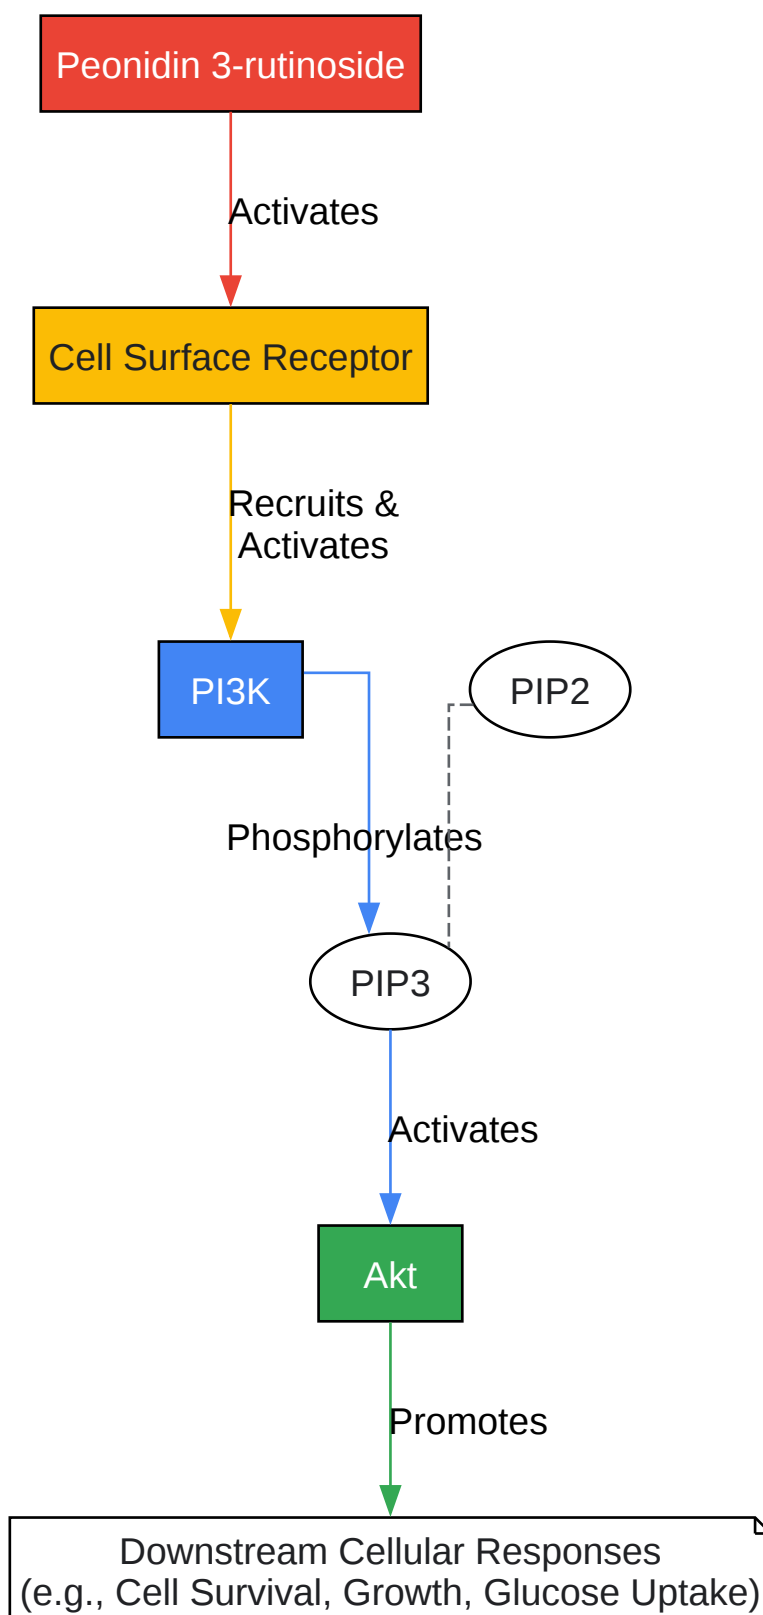 Peonidin 3-rutinoside
Activates
Cell Surface Receptor
Recruits &
Activates
PI3K
PIP2
Phosphorylates
PIP3
Activates
Akt
Promotes
Downstream Cellular Responses
(e.g., Cell Survival, Growth, Glucose Uptake)